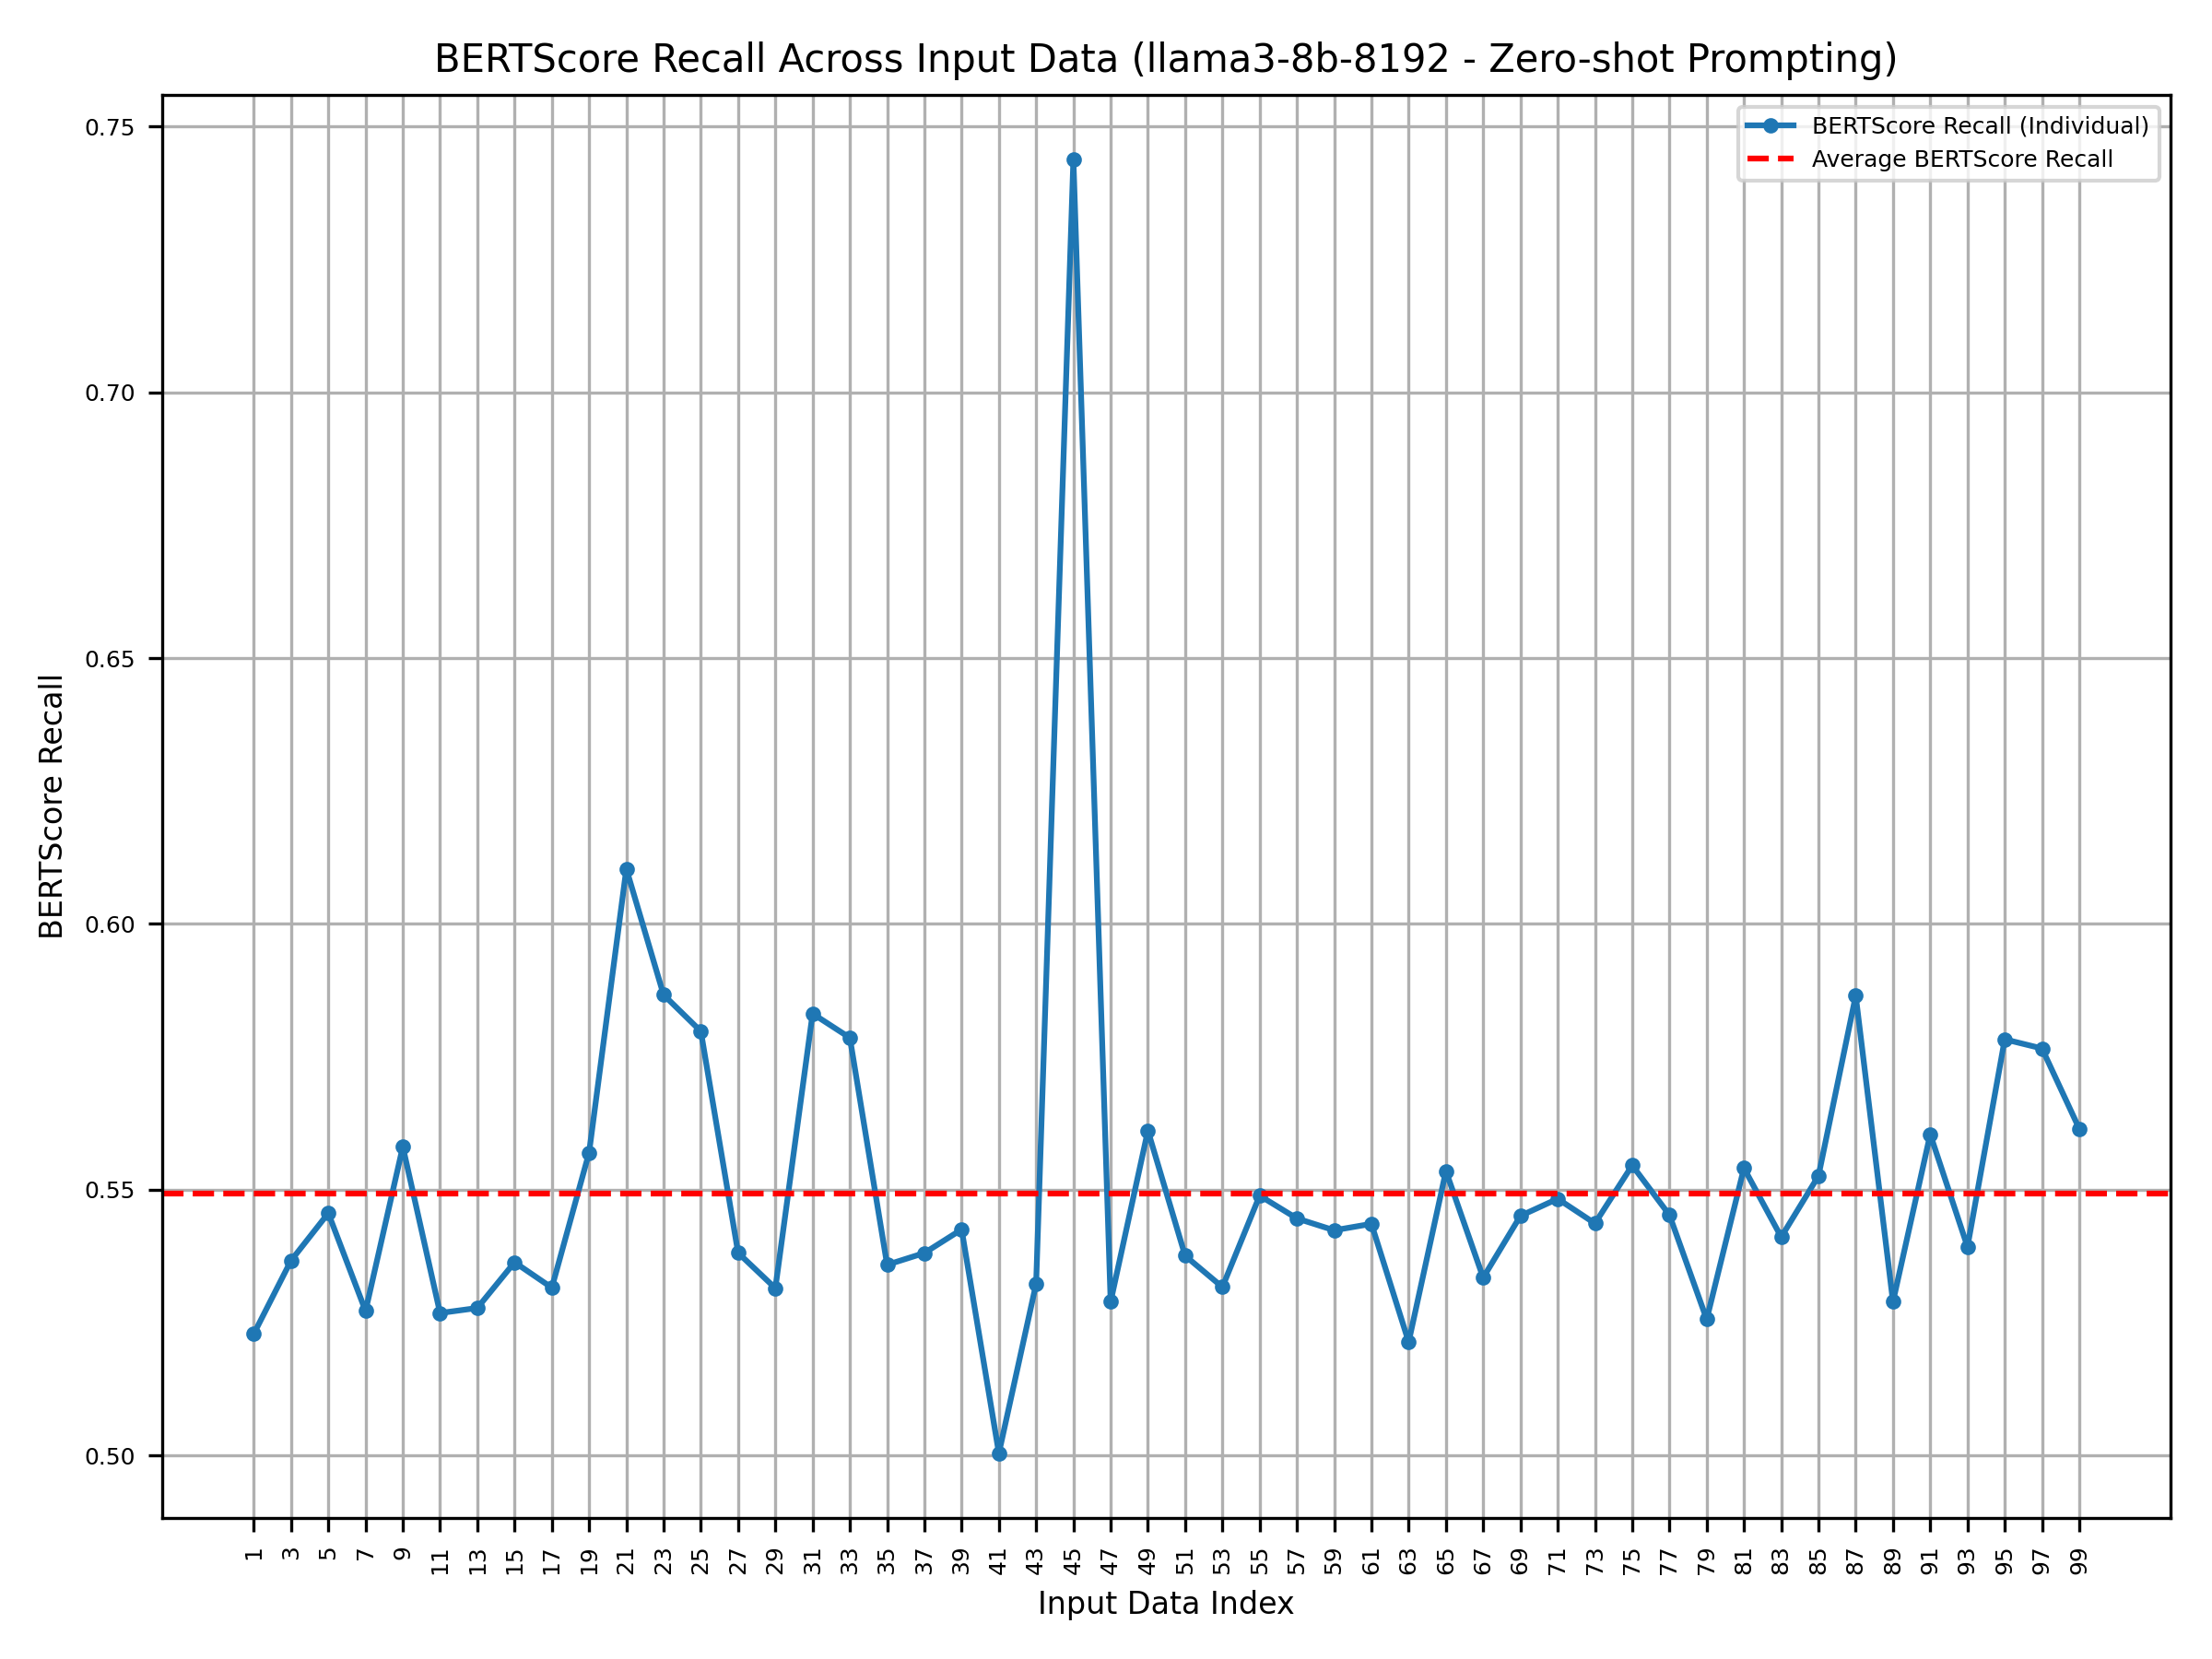 BERTScore Recall Across Input Data (llama3-8b-8192 - Zero-shot Prompting)
BERTScore Recall (Individual)
Average BERTScore Recall
0.75
0.70
0.65
0.60
0.55
0.50
BERTScore Recall
1 3 5 7 9 11 13 15 17 19 21 23 25 27 29 31 33 35 37 39 41 43 45 47 49 51 53 55 57 59 61 63 65 67 69 71 73 75 77 79 81 83 85 87 89 91 93 95 97 99
Input Data Index